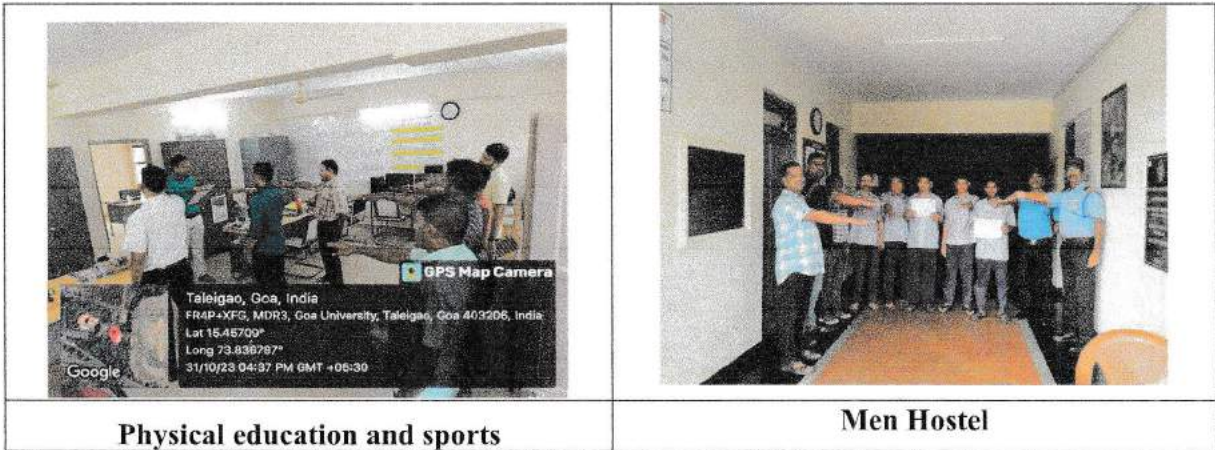 GPS Map Camera
Taleigao, Goa, India
FR4P+XFG, MDR3, Goa University, Taleigao, Goa 403206, India
Lat 15.45709°
Long 73.836797°
31/10/23 04:37 PM GMT +05:30
Google
Physical education and sports
Men Hostel